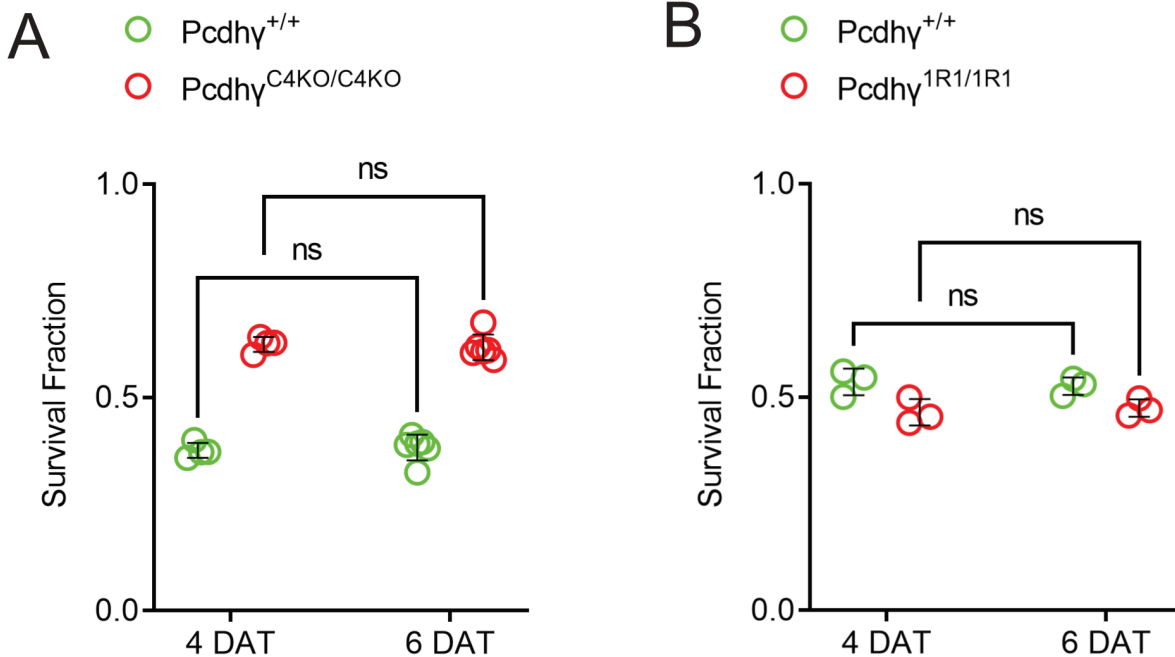 A
Pcdhγ+/+
PcdhγC4KO/C4KO
ns
ns
1.0
0.5
0.0
Survival Fraction
4 DAT
6 DAT
B
Pcdhγ+/+
Pcdhγ1R1/1R1
ns
ns
1.0
0.5
0.0
Survival Fraction
4 DAT
6 DAT